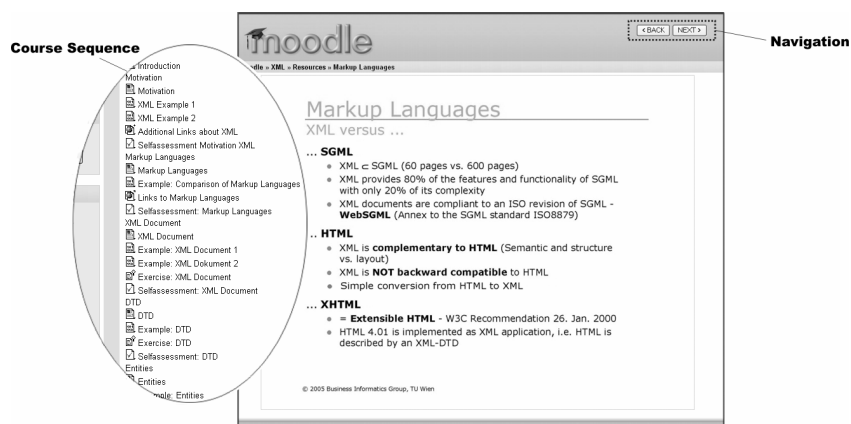 Course Sequence
Introduction
Motivation
Motivation
XML Example 1
XML Example 2
Additional Links about XML
Selfassessment Motivation XML
Markup Languages
Markup Languages
Example: Comparison of Markup Languages
Links to Markup Languages
Selfassessment: Markup Languages
XML Document
XML Document
Example: XML Document 1
Example: XML Dokument 2
Exercise: XML Document
Selfassessment: XML Document
DTD
DTD
Example: DTD
Exercise: DTD
Selfassessment: DTD
Entities
Entities
mple: Entities
moodle
<BACK NEXT>
Navigation
dle » XML » Resources » Markup Languages
Markup Languages
XML versus ...
... SGML
XML ⊂ SGML (60 pages vs. 600 pages)
XML provides 80% of the features and functionality of SGML
with only 20% of its complexity
XML documents are compliant to an ISO revision of SGML -
WebSGML (Annex to the SGML standard ISO8879)
.. HTML
XML is complementary to HTML (Semantic and structure
vs. layout)
XML is NOT backward compatible to HTML
Simple conversion from HTML to XML
... XHTML
= Extensible HTML - W3C Recommendation 26. Jan. 2000
HTML 4.01 is implemented as XML application, i.e. HTML is
described by an XML-DTD
© 2005 Business Informatics Group, TU Wien